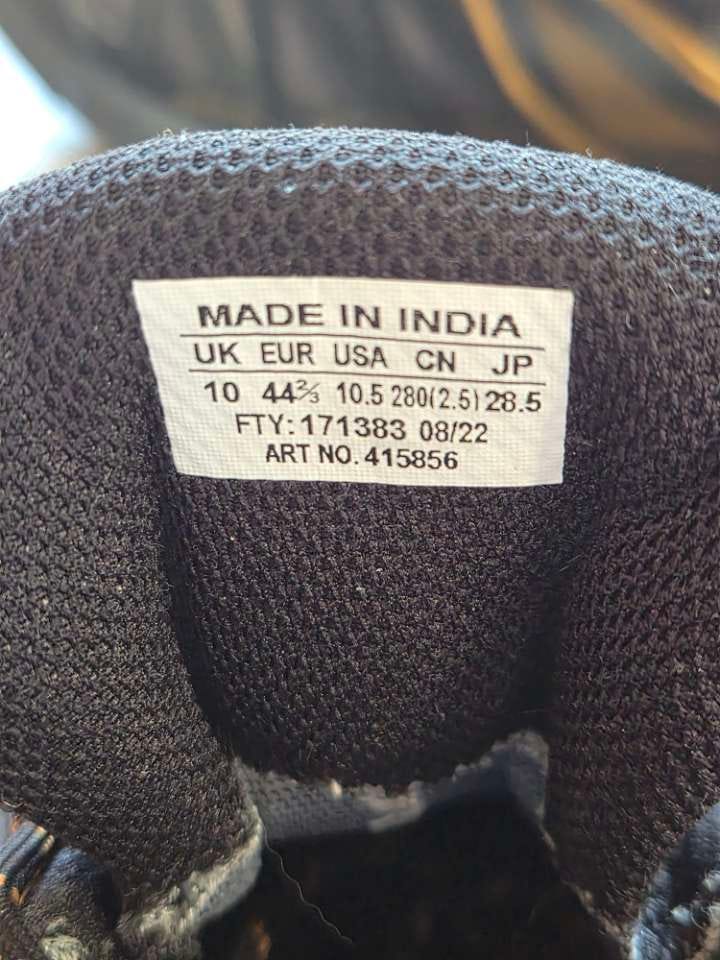 MADE IN INDIA
UK EUR USA CN JP
10 44⅔ 10.5 280(2.5) 28.5
FTY: 171383 08/22
ART NO. 415856